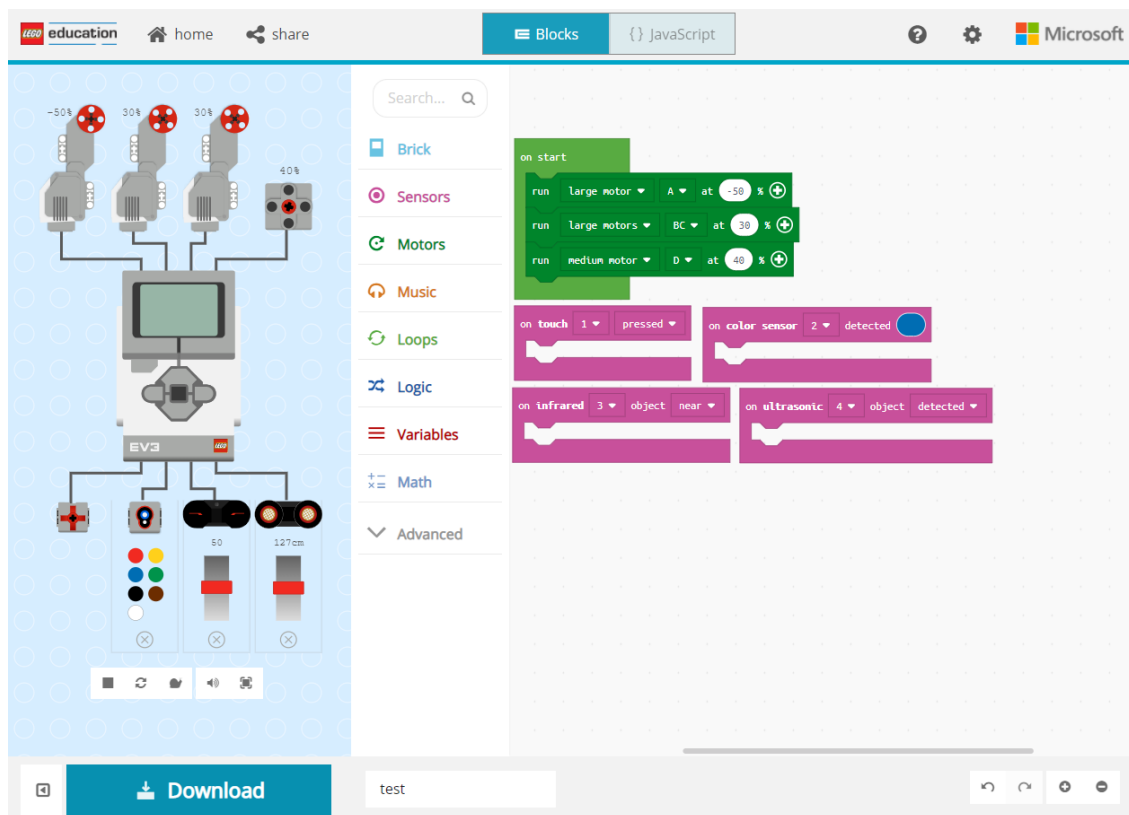 LEGO education home share Blocks {} JavaScript Microsoft
-50% 30% 30%
40%
EV3 LEGO
50 127cm
Search...
Brick
Sensors
Motors
Music
Loops
Logic
Variables
Math
Advanced
on start
run large motor A at -50 %
run large motors BC at 30 %
run medium motor D at 40 %
on touch 1 pressed
on color sensor 2 detected
on infrared 3 object near
on ultrasonic 4 object detected
Download
test